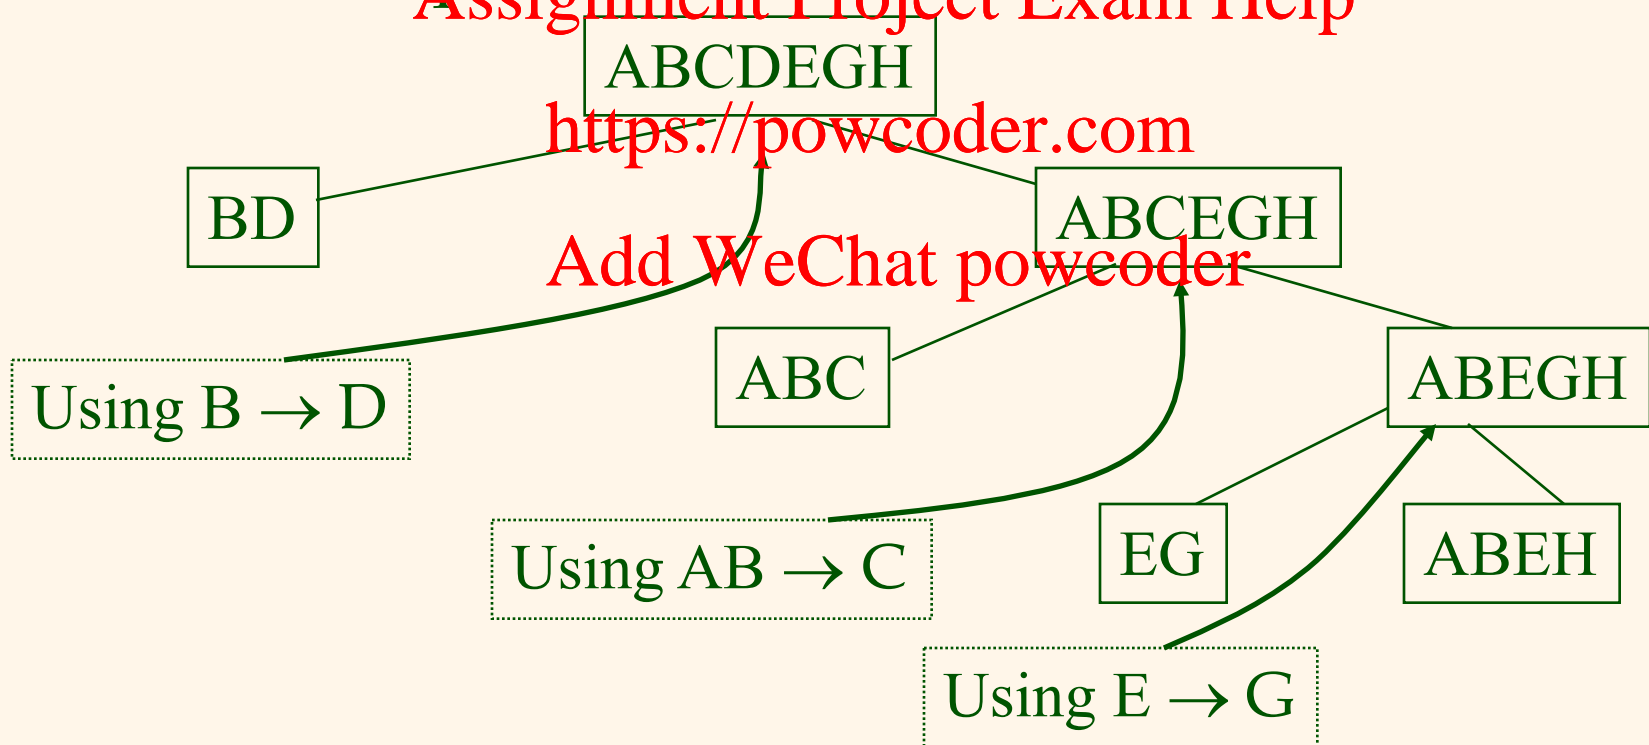 Assignment Project Exam Help
ABCDEGH
https://powcoder.com
BD
ABCEGH
Add WeChat powcoder
ABC
ABEGH
Using B → D
EG
ABEH
Using AB → C
Using E → G